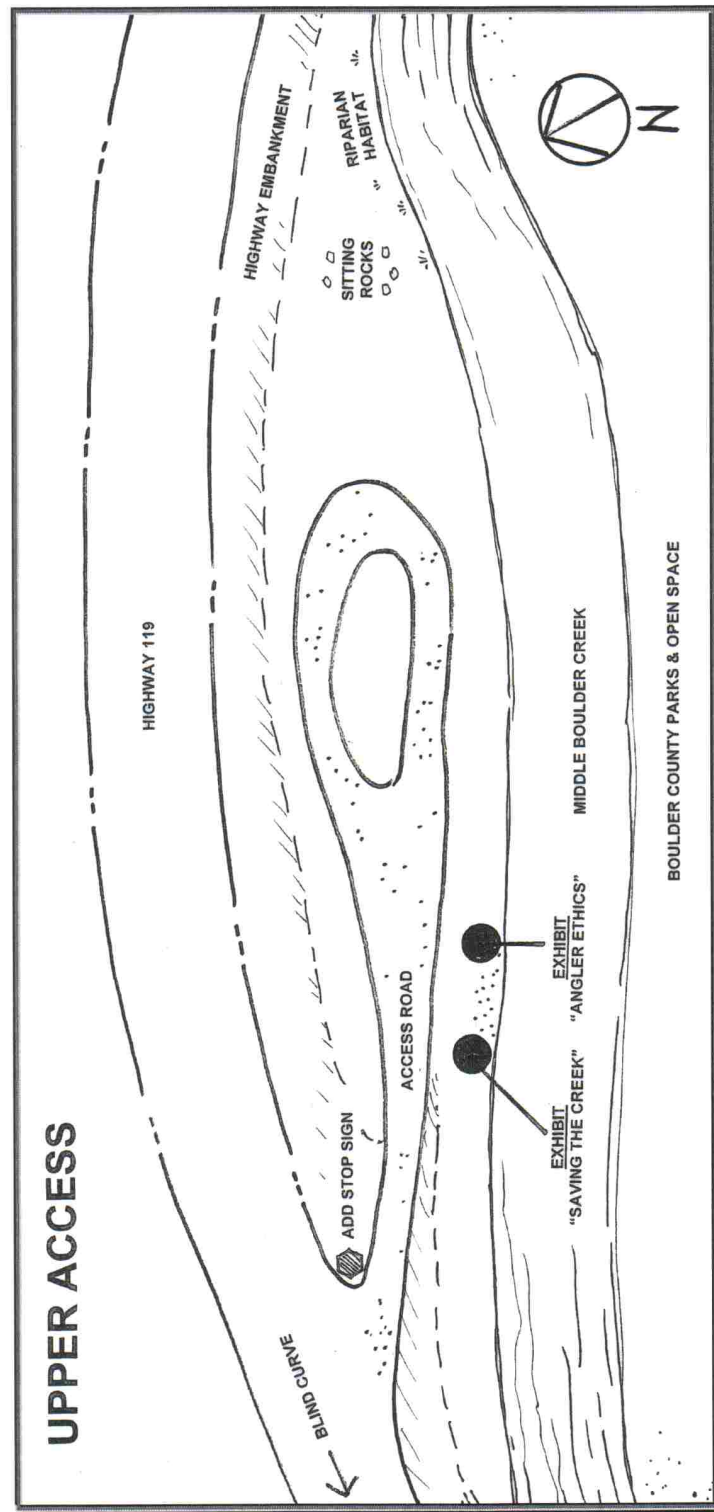 UPPER ACCESS
HIGHWAY 119
HIGHWAY EMBANKMENT
BLIND CURVE
ADD STOP SIGN
ACCESS ROAD
SITTING
ROCKS
RIPARIAN
HABITAT
EXHIBIT
"SAVING THE CREEK"
EXHIBIT
"ANGLER ETHICS"
MIDDLE BOULDER CREEK
BOULDER COUNTY PARKS & OPEN SPACE
N